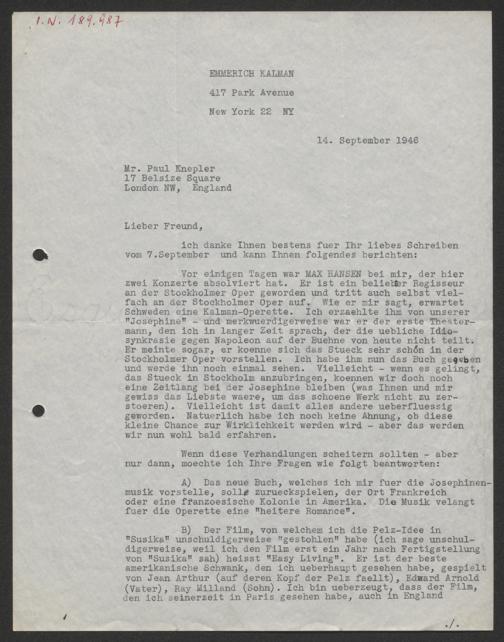 I.N. 189.987
EMMERICH KALMAN
417 Park Avenue
New York 22 NY
14. September 1946
Mr. Paul Knepler
17 Belsize Square
London NW, England
Lieber Freund,
ich danke Ihnen bestens fuer Ihr liebes Schreiben
vom 7.September und kann Ihnen folgendes berichten:
Vor einigen Tagen war MAX HANSEN bei mir, der hier
zwei Konzerte absolviert hat. Er ist ein beliebter Regisseur
an der Stockholmer Oper geworden und tritt auch selbst viel-
fach an der Stockholmer Oper auf. Wie er mir sagt, erwartet
Schweden eine Kalman-Operette. Ich erzaehlte ihm von unserer
"Josephine" - und merkwuerdigerweise war er der erste Theater-
mann, den ich in langer Zeit sprach, der die uebliche Idio-
synkrasie gegen Napoleon auf der Buehne von heute nicht teilt.
Er meinte sogar, er koenne sich das Stueck sehr schön in der
Stockholmer Oper vorstellen. Ich habe ihm nun das Buch gegeben
und werde ihn noch einmal sehen. Vielleicht - wenn es gelingt,
das Stueck in Stockholm anzubringen, koennen wir doch noch
eine Zeitlang bei der Josephine bleiben (was Ihnen und mir
gewiss das Liebste waere, um das schoene Werk nicht zu zer-
stoeren). Vielleicht ist damit alles andere ueberfluessig
geworden. Natuerlich habe ich noch keine Ahnung, ob diese
kleine Chance zur Wirklichkeit werden wird - aber das werden
wir nun wohl bald erfahren.
Wenn diese Verhandlungen scheitern sollten - aber
nur dann, moechte ich Ihre Fragen wie folgt beantworten:
A) Das neue Buch, welches ich mir fuer die Josephinen-
musik vorstelle, soll zurueckspielen, der Ort Frankreich
oder eine franzoesische Kolonie in Amerika. Die Musik velangt
fuer die Operette eine "heitere Romance".
B) Der Film, von welchem ich die Pelz-Idee in
"Susika" unschuldigerweise "gestohlen" habe (ich sage unschul-
digerweise, weil ich den Film erst ein Jahr nach Fertigstellung
von "Susika" sah) heisst "Easy Living". Er ist der beste
amerikanische Schwank, den ich ueberhaupt gesehen habe, gespielt
von Jean Arthur (auf deren Kopf der Pelz faellt), Edward Arnold
(Vater), Ray Milland (Sohn). Ich bin ueberzeugt, dass der Film,
den ich seinerzeit in Paris gesehen habe, auch in England
./.